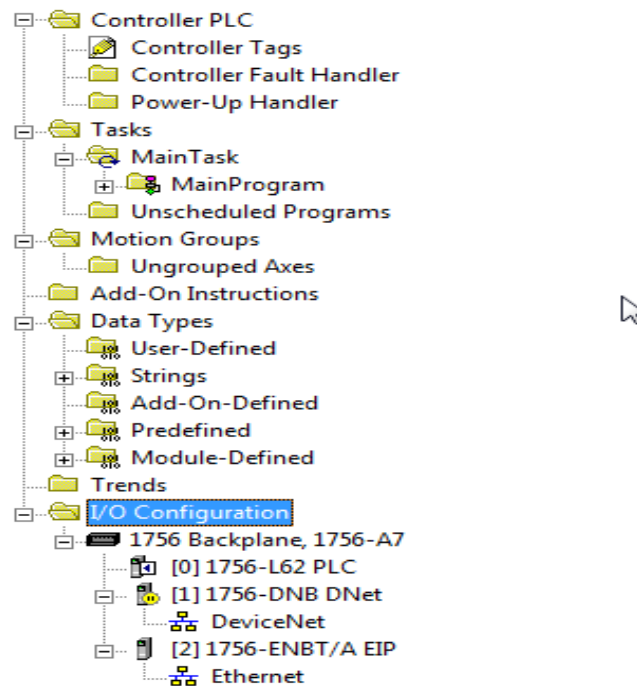 Controller PLC
Controller Tags
Controller Fault Handler
Power-Up Handler
Tasks
MainTask
MainProgram
Unscheduled Programs
Motion Groups
Ungrouped Axes
Add-On Instructions
Data Types
User-Defined
Strings
Add-On-Defined
Predefined
Module-Defined
Trends
I/O Configuration
1756 Backplane, 1756-A7
[0] 1756-L62 PLC
[1] 1756-DNB DNet
DeviceNet
[2] 1756-ENBT/A EIP
Ethernet